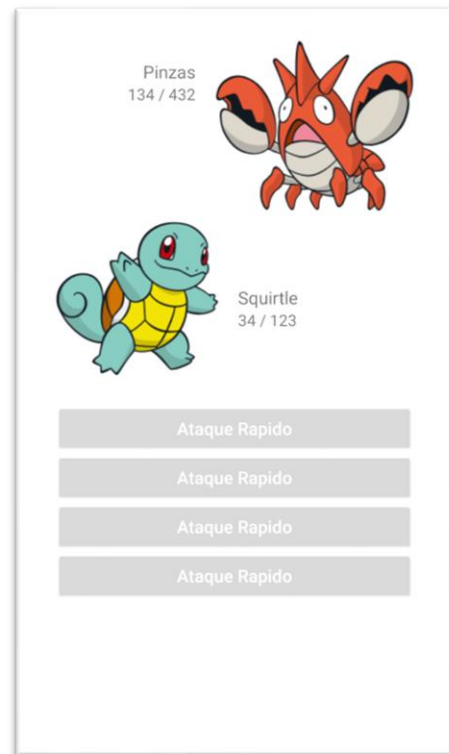 Pinzas
134 / 432
Squirtle
34 / 123
Ataque Rapido
Ataque Rapido
Ataque Rapido
Ataque Rapido